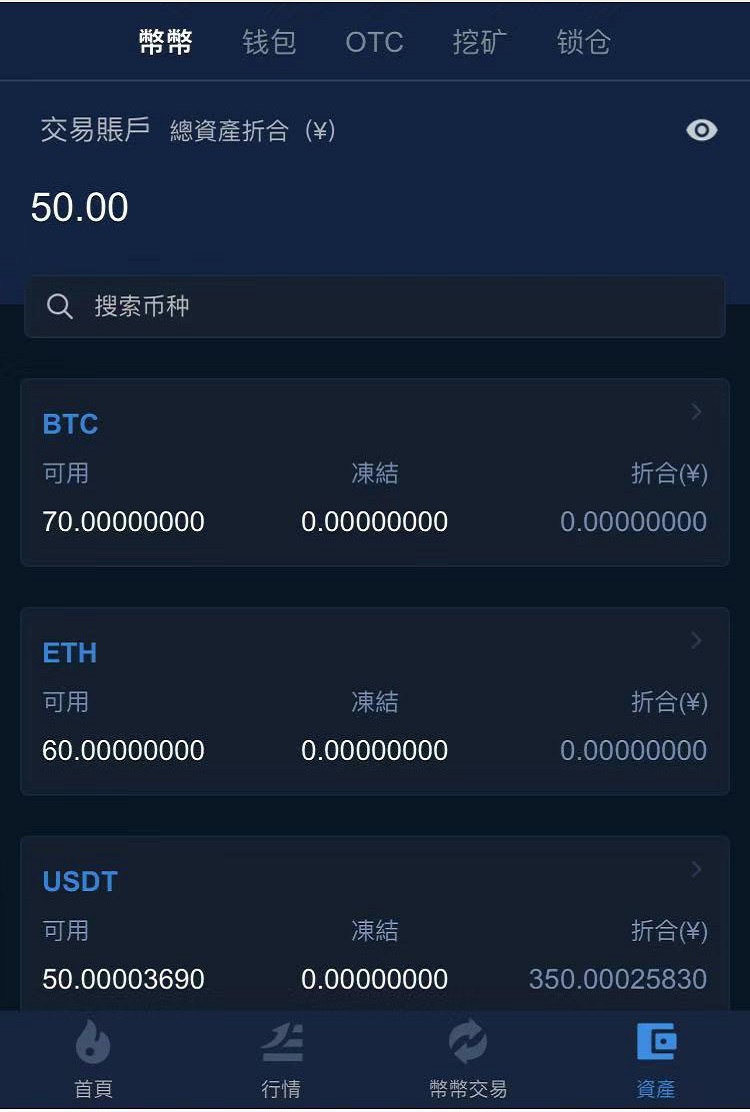 幣幣 钱包 OTC 挖矿 锁仓
交易賬戶 總資產折合 (¥)
50.00
搜索币种
BTC
可用 凍結 折合(¥)
70.00000000 0.00000000 0.00000000
ETH
可用 凍結 折合(¥)
60.00000000 0.00000000 0.00000000
USDT
可用 凍結 折合(¥)
50.00003690 0.00000000 350.00025830
首頁 行情 幣幣交易 資產